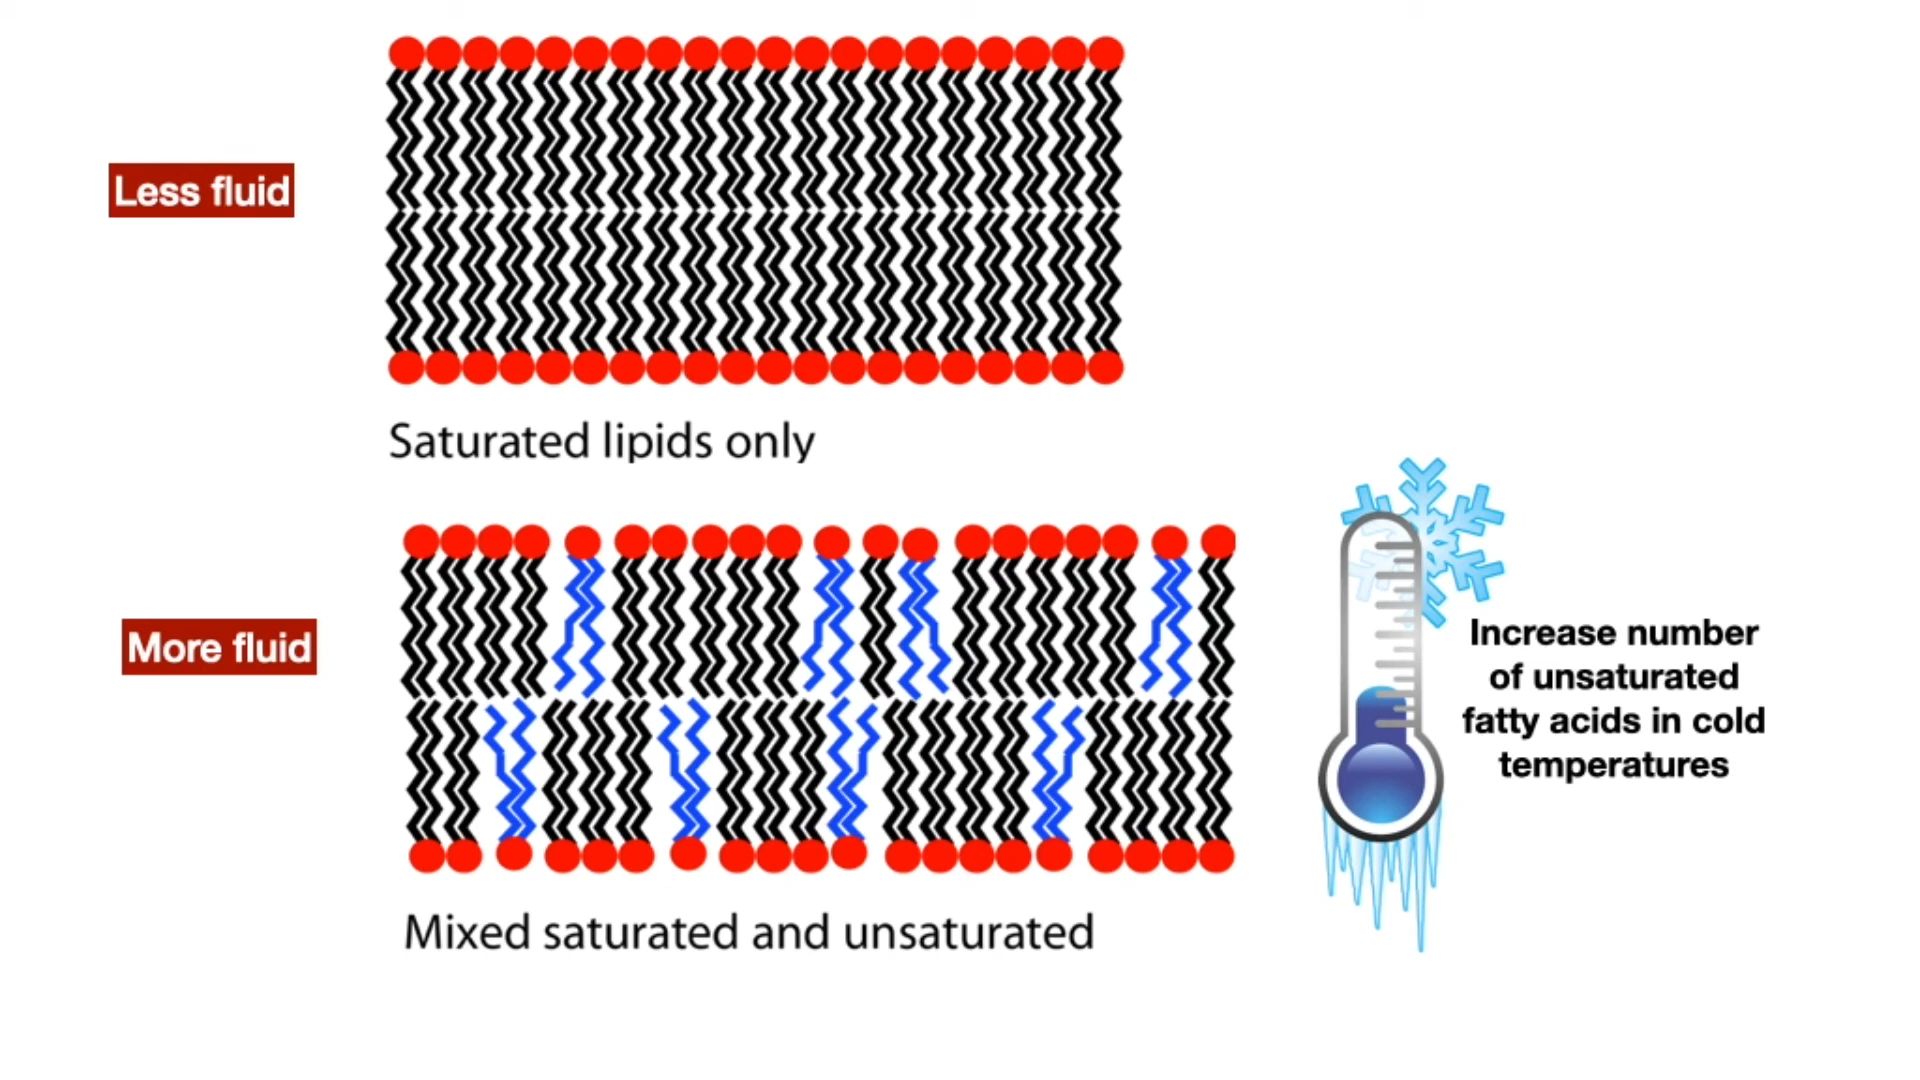 Less fluid
Saturated lipids only
More fluid
Increase number
of unsaturated
fatty acids in cold
temperatures
Mixed saturated and unsaturated